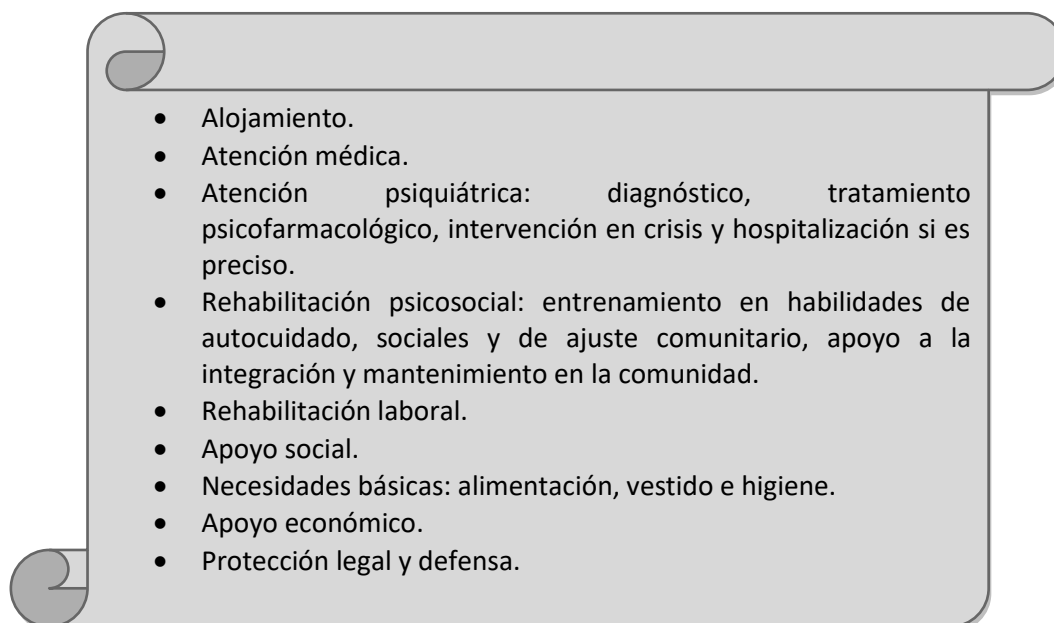 • Alojamiento.
• Atención médica.
• Atención psiquiátrica: diagnóstico, tratamiento
psicofarmacológico, intervención en crisis y hospitalización si es
preciso.
• Rehabilitación psicosocial: entrenamiento en habilidades de
autocuidado, sociales y de ajuste comunitario, apoyo a la
integración y mantenimiento en la comunidad.
• Rehabilitación laboral.
• Apoyo social.
• Necesidades básicas: alimentación, vestido e higiene.
• Apoyo económico.
• Protección legal y defensa.